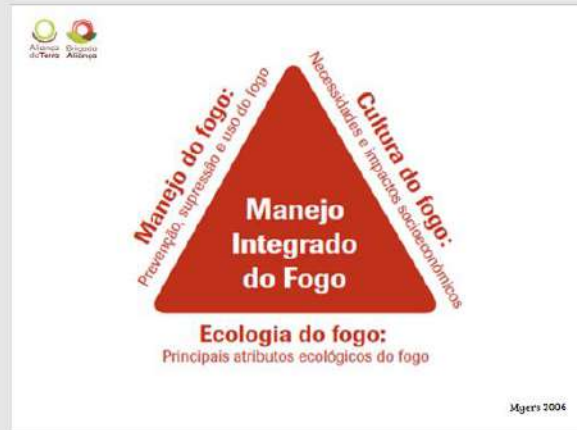 Aliança
da Terra
Brigada
Aliança
Manejo do fogo:
Prevenção, supressão e uso do fogo
Cultura do fogo:
Necessidades e impactos socioeconômicos
Manejo
Integrado
do Fogo
Ecologia do fogo:
Principais atributos ecológicos do fogo
Myers 2006